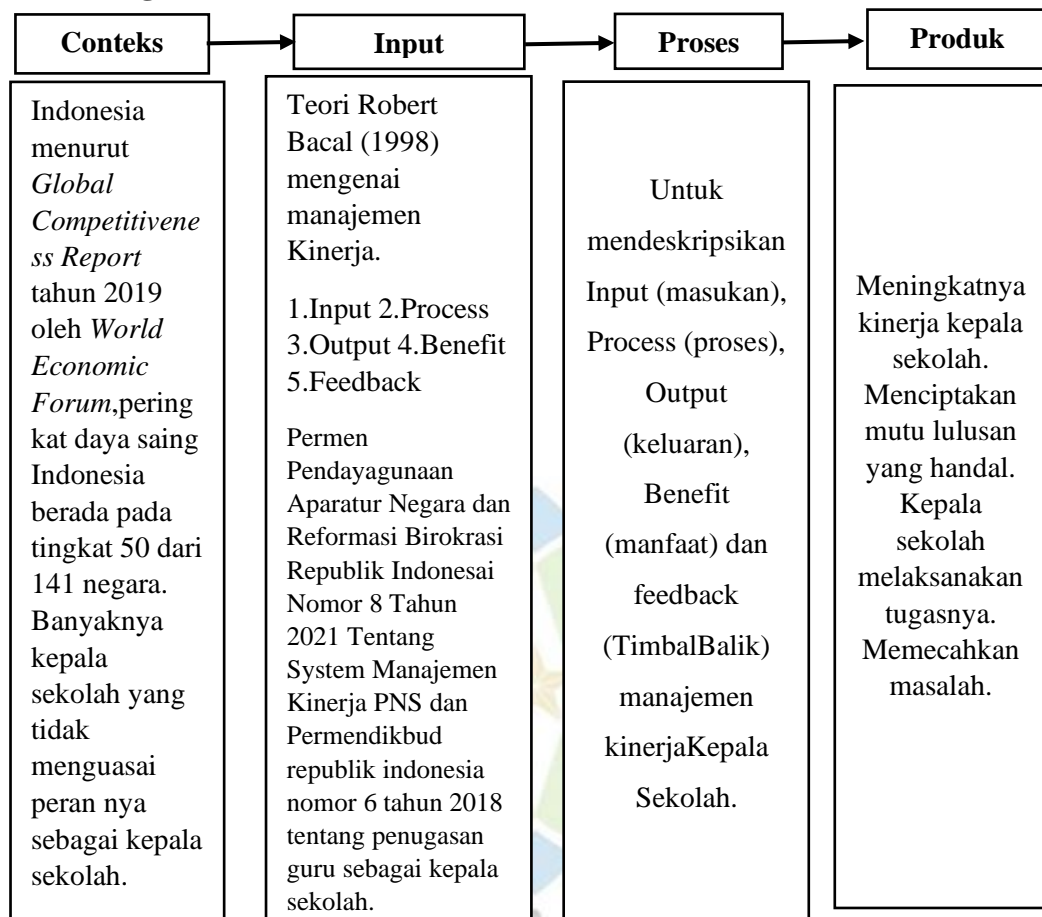 Conteks
Input
Proses
Produk
Indonesia
menurut
Global
Competitivene
ss Report
tahun 2019
oleh World
Economic
Forum,pering
kat daya saing
Indonesia
berada pada
tingkat 50 dari
141 negara.
Banyaknya
kepala
sekolah yang
tidak
menguasai
peran nya
sebagai kepala
sekolah.
Teori Robert
Bacal (1998)
mengenai
manajemen
Kinerja.
1.Input 2.Process
3.Output 4.Benefit
5.Feedback
Permen
Pendayagunaan
Aparatur Negara dan
Reformasi Birokrasi
Republik Indonesai
Nomor 8 Tahun
2021 Tentang
System Manajemen
Kinerja PNS dan
Permendikbud
republik indonesia
nomor 6 tahun 2018
tentang penugasan
guru sebagai kepala
sekolah.
Untuk
mendeskripsikan
Input (masukan),
Process (proses),
Output
(keluaran),
Benefit
(manfaat) dan
feedback
(TimbalBalik)
manajemen
kinerjaKepala
Sekolah.
Meningkatnya
kinerja kepala
sekolah.
Menciptakan
mutu lulusan
yang handal.
Kepala
sekolah
melaksanakan
tugasnya.
Memecahkan
masalah.